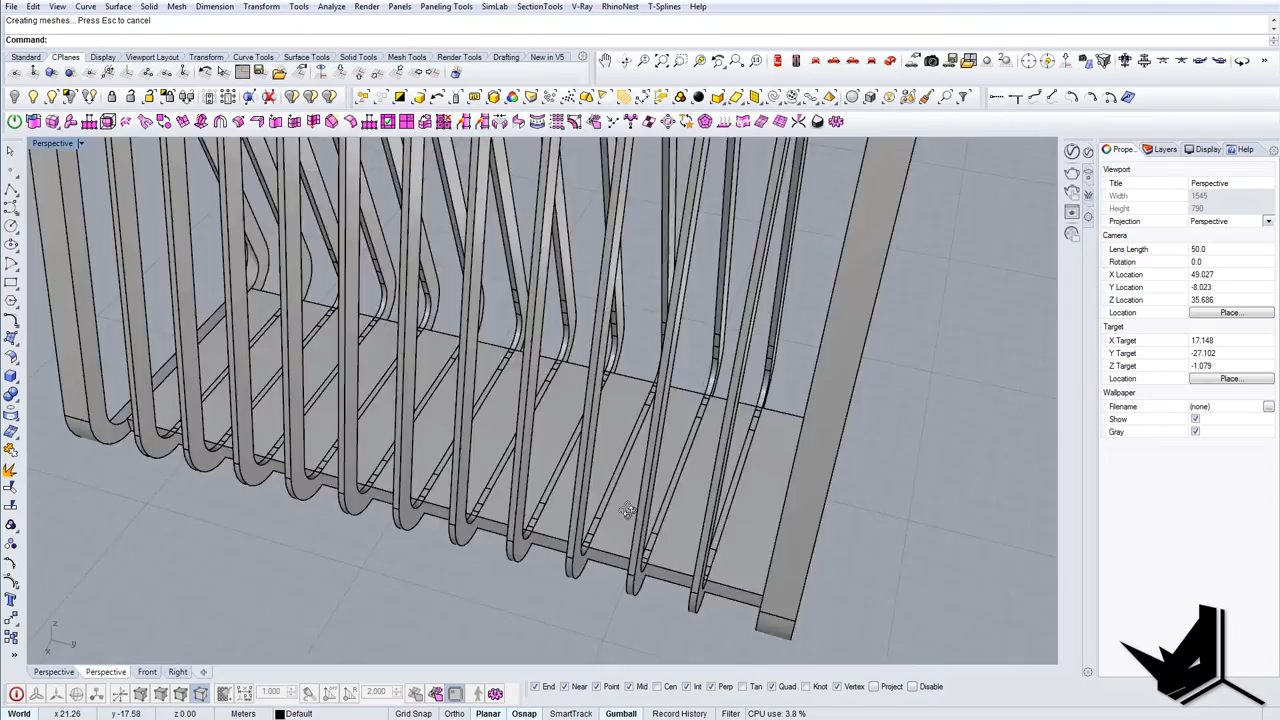 File Edit View Curve Surface Solid Mesh Dimension Transform Tools Analyze Render Panels Paneling Tools SimLab SectionTools V-Ray RhinoNest T-Splines Help
Creating meshes... Press Esc to cancel
Command:
Standard CPlanes Display Viewport Layout Transform Curve Tools Surface Tools Solid Tools Mesh Tools Render Tools Drafting New in V5
Perspective
Prope... Layers Display Help
Viewport
Title Perspective
Width 1545
Height 790
Projection Perspective
Camera
Lens Length 50.0
Rotation 0.0
X Location 49.027
Y Location -8.023
Z Location 35.686
Location Place...
Target
X Target 17.148
Y Target -27.102
Z Target -1.079
Location Place...
Wallpaper
Filename (none) ...
Show
Gray
z
y
x
Perspective Perspective Front Right
1.000 2.000 End Near Point Mid Cen Int Perp Tan Quad Knot Vertex Project Disable
World x 21.26 y -17.58 z 0.00 Meters Default Grid Snap Ortho Planar Osnap SmartTrack Gumball Record History Filter CPU use: 3.8 %